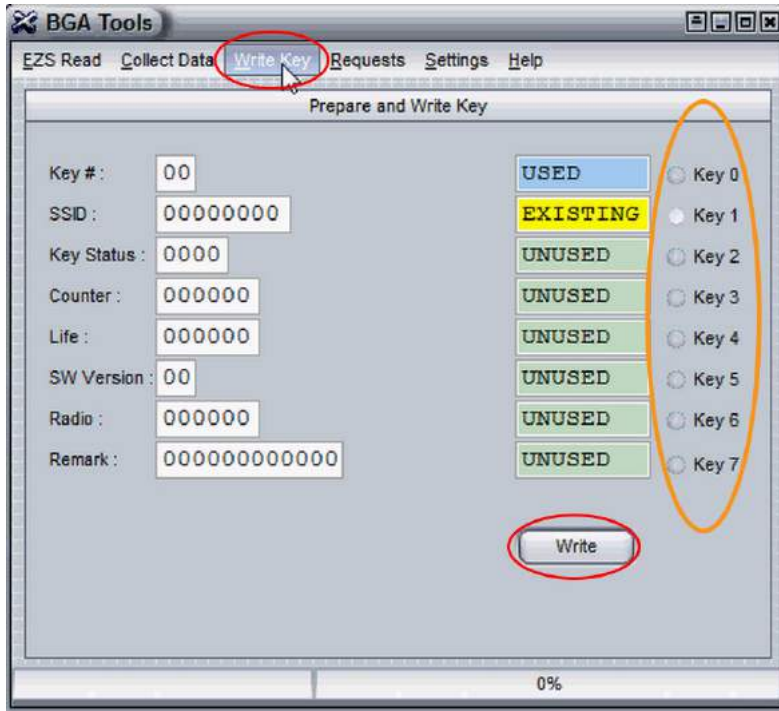 BGA Tools
EZS Read Collect Data Write Key Requests Settings Help
Prepare and Write Key
Key # : 00 USED Key 0
SSID : 00000000 EXISTING Key 1
Key Status : 0000 UNUSED Key 2
Counter : 000000 UNUSED Key 3
Life : 000000 UNUSED Key 4
SW Version : 00 UNUSED Key 5
Radio : 000000 UNUSED Key 6
Remark : 000000000000 UNUSED Key 7
Write
0%